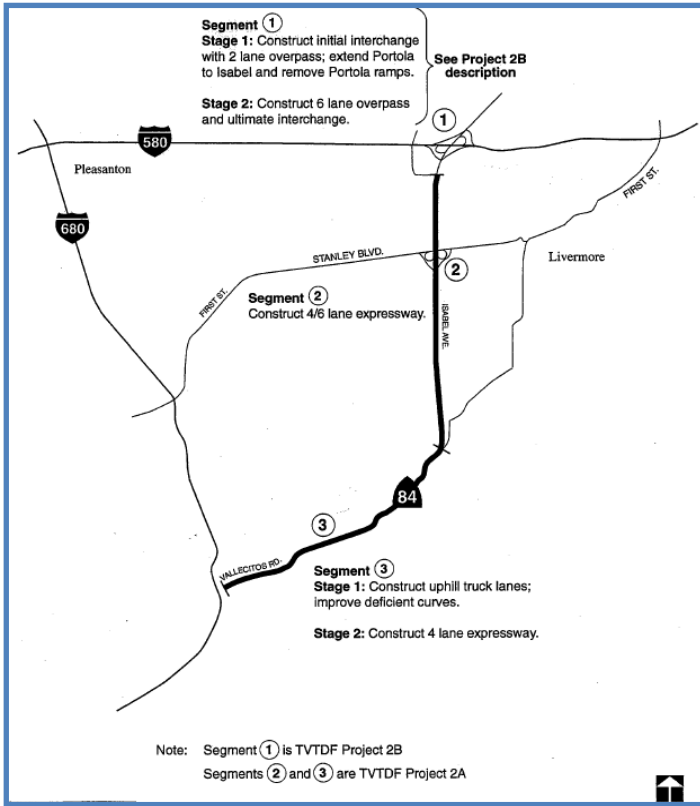 Segment 1
Stage 1: Construct initial interchange
with 2 lane overpass; extend Portola
to Isabel and remove Portola ramps.
Stage 2: Construct 6 lane overpass
and ultimate interchange.
See Project 2B
description
1
580
Pleasanton
680
FIRST ST.
STANLEY BLVD.
2
Livermore
FIRST ST.
Segment 2
Construct 4/6 lane expressway.
ISABEL AVE.
84
3
VALLECITOS RD.
Segment 3
Stage 1: Construct uphill truck lanes;
improve deficient curves.
Stage 2: Construct 4 lane expressway.
Note: Segment 1 is TVTDF Project 2B
Segments 2 and 3 are TVTDF Project 2A